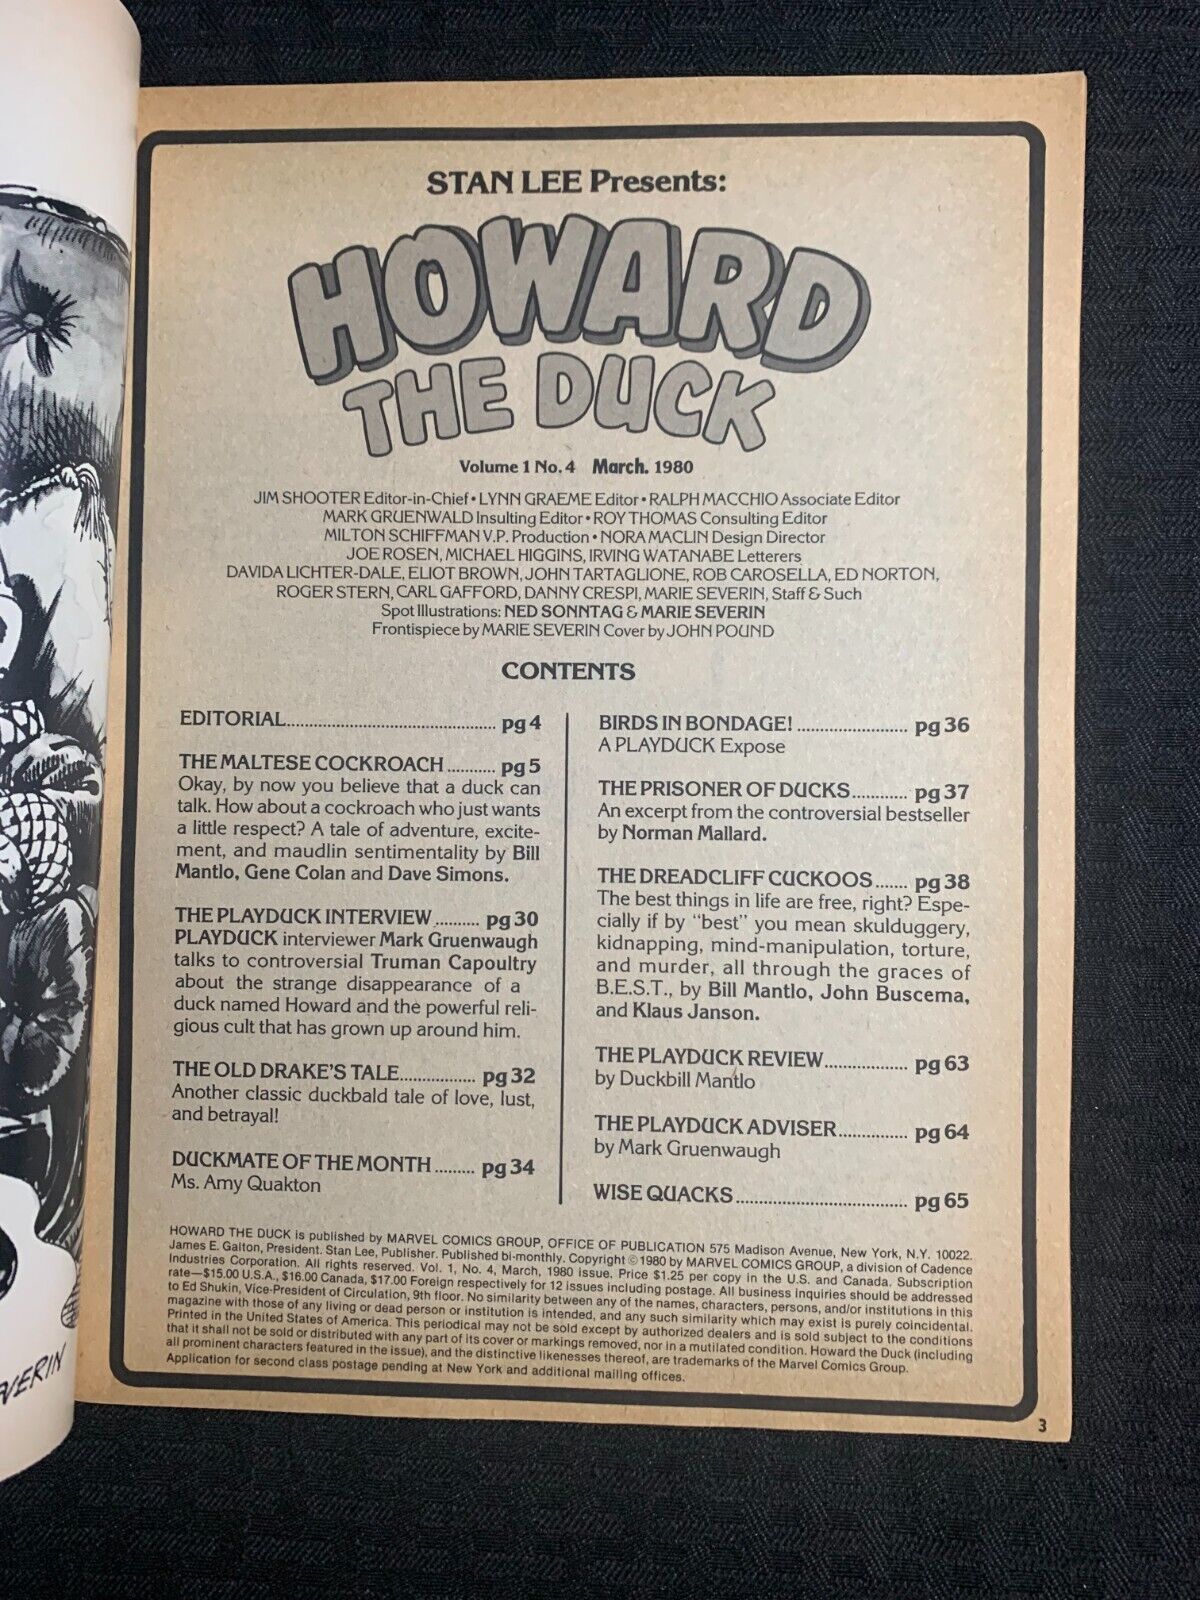 STAN LEE Presents:
HOWARD
THE DUCK
Volume 1 No. 4 March. 1980
JIM SHOOTER Editor-in-Chief • LYNN GRAEME Editor • RALPH MACCHIO Associate Editor
MARK GRUENWALD Insulting Editor • ROY THOMAS Consulting Editor
MILTON SCHIFFMAN V.P. Production • NORA MACLIN Design Director
JOE ROSEN, MICHAEL HIGGINS, IRVING WATANABE Letterers
DAVIDA LICHTER-DALE, ELIOT BROWN, JOHN TARTAGLIONE, ROB CAROSELLA, ED NORTON,
ROGER STERN, CARL GAFFORD, DANNY CRESPI, MARIE SEVERIN, Staff & Such
Spot Illustrations: NED SONNTAG & MARIE SEVERIN
Frontispiece by MARIE SEVERIN Cover by JOHN POUND
CONTENTS
EDITORIAL.............................................. pg 4
THE MALTESE COCKROACH........... pg 5
Okay, by now you believe that a duck can
talk. How about a cockroach who just wants
a little respect? A tale of adventure, excite-
ment, and maudlin sentimentality by Bill
Mantlo, Gene Colan and Dave Simons.
THE PLAYDUCK INTERVIEW.......... pg 30
PLAYDUCK interviewer Mark Gruenwaugh
talks to controversial Truman Capoultry
about the strange disappearance of a
duck named Howard and the powerful reli-
gious cult that has grown up around him.
THE OLD DRAKE'S TALE................. pg 32
Another classic duckbald tale of love, lust,
and betrayal!
DUCKMATE OF THE MONTH......... pg 34
Ms. Amy Quakton
BIRDS IN BONDAGE!........................ pg 36
A PLAYDUCK Expose
THE PRISONER OF DUCKS............ pg 37
An excerpt from the controversial bestseller
by Norman Mallard.
THE DREADCLIFF CUCKOOS....... pg 38
The best things in life are free, right? Espe-
cially if by "best" you mean skulduggery,
kidnapping, mind-manipulation, torture,
and murder, all through the graces of
B.E.S.T., by Bill Mantlo, John Buscema,
and Klaus Janson.
THE PLAYDUCK REVIEW.................. pg 63
by Duckbill Mantlo
THE PLAYDUCK ADVISER............... pg 64
by Mark Gruenwaugh
WISE QUACKS..................................... pg 65
HOWARD THE DUCK is published by MARVEL COMICS GROUP, OFFICE OF PUBLICATION 575 Madison Avenue, New York, N.Y. 10022.
James E. Galton, President. Stan Lee, Publisher. Published bi-monthly. Copyright ©1980 by MARVEL COMICS GROUP, a division of Cadence
Industries Corporation. All rights reserved. Vol. 1, No. 4, March, 1980 issue. Price $1.25 per copy in the U.S. and Canada. Subscription
rate—$15.00 U.S.A., $16.00 Canada, $17.00 Foreign respectively for 12 issues including postage. All business inquiries should be addressed
to Ed Shukin, Vice-President of Circulation, 9th floor. No similarity between any of the names, characters, persons, and/or institutions in this
magazine with those of any living or dead person or institution is intended, and any such similarity which may exist is purely coincidental.
Printed in the United States of America. This periodical may not be sold except by authorized dealers and is sold subject to the conditions
that it shall not be sold or distributed with any part of its cover or markings removed, nor in a mutilated condition. Howard the Duck (including
all prominent characters featured in the issue), and the distinctive likenesses thereof, are trademarks of the Marvel Comics Group.
Application for second class postage pending at New York and additional mailing offices.
3
VERIN